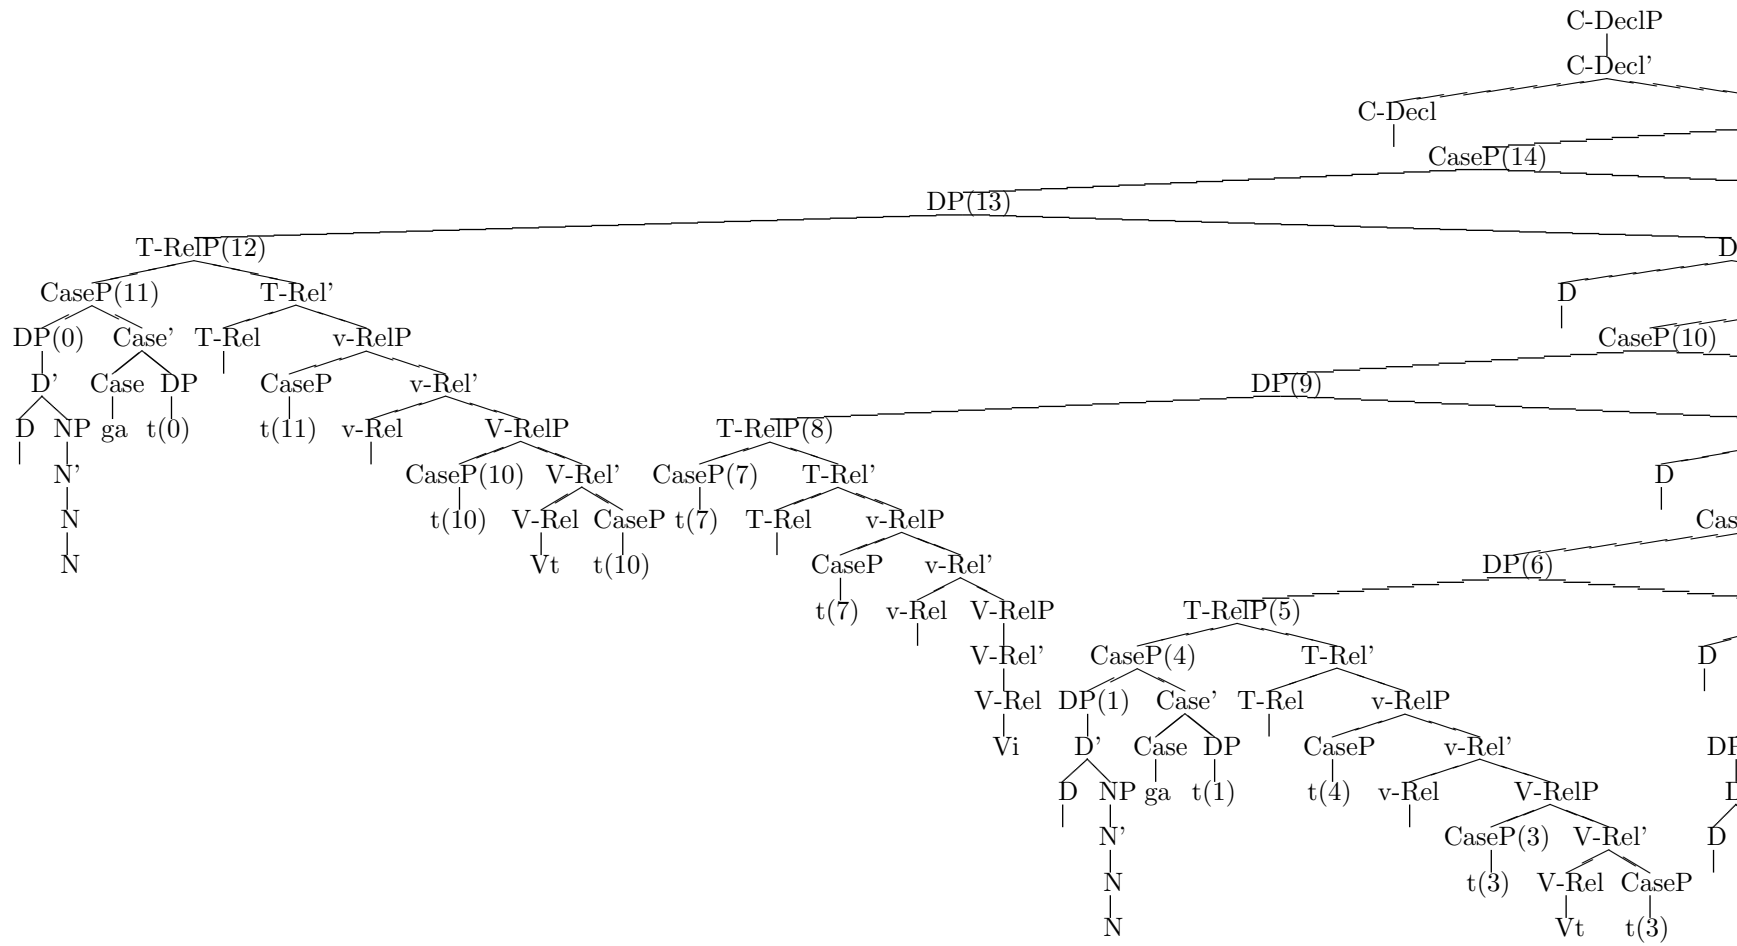 C-DeclP
C-Decl’
C-Decl
CaseP(14)
DP(13)
T-RelP(12) D
CaseP(11) T-Rel’ D
DP(0) Case’ T-Rel v-RelP CaseP(10)
D’ Case DP CaseP v-Rel’ DP(9)
D NP ga t(0) t(11) v-Rel V-RelP T-RelP(8)
N’ CaseP(10) V-Rel’ CaseP(7) T-Rel’ D
N t(10) V-Rel CaseP t(7) T-Rel v-RelP Cas
N Vt t(10) CaseP v-Rel’ DP(6)
t(7) v-Rel V-RelP T-RelP(5)
V-Rel’ CaseP(4) T-Rel’ D
V-Rel DP(1) Case’ T-Rel v-RelP
Vi D’ Case DP CaseP v-Rel’ DP
D NP ga t(1) t(4) v-Rel V-RelP D
N’ CaseP(3) V-Rel’ D
N t(3) V-Rel CaseP
N Vt t(3)